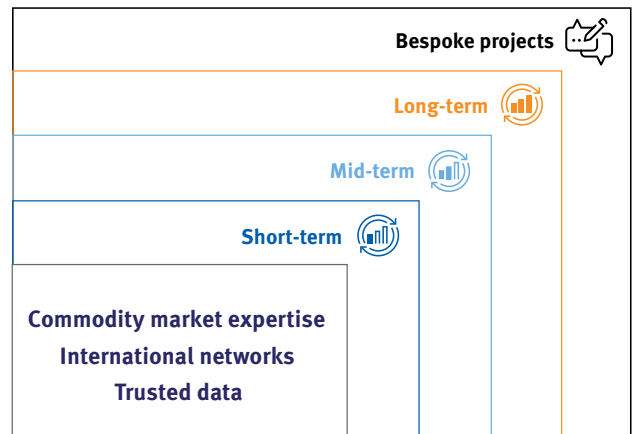 Bespoke projects
Long-term
Mid-term
Short-term
Commodity market expertise
International networks
Trusted data